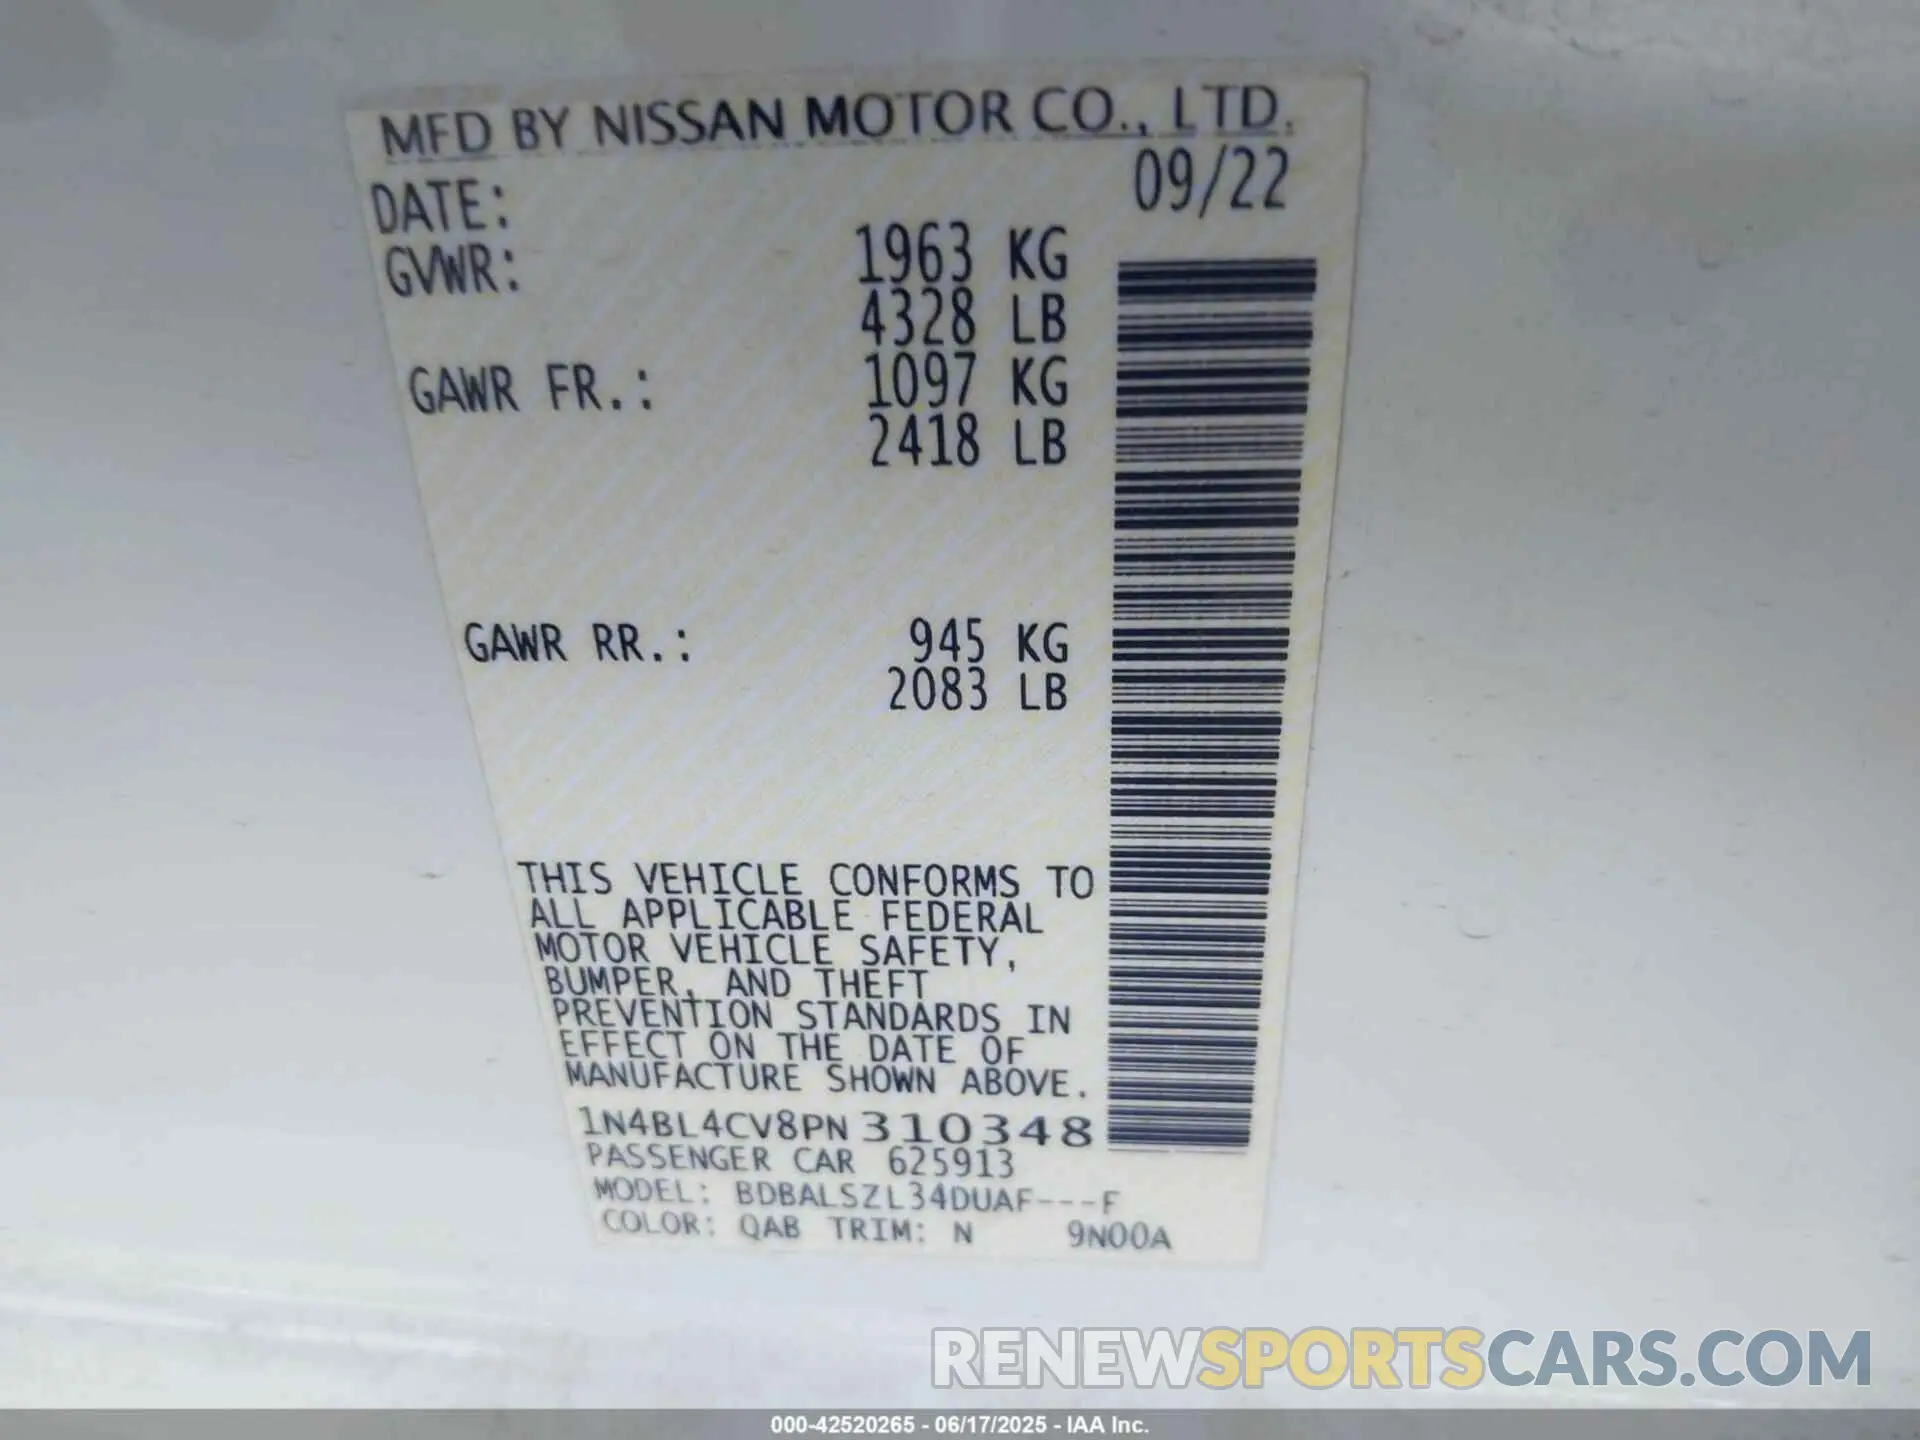 MFD BY NISSAN MOTOR CO., LTD.
DATE: 09/22
GVWR: 1963 KG
4328 LB
GAWR FR.: 1097 KG
2418 LB
GAWR RR.: 945 KG
2083 LB
THIS VEHICLE CONFORMS TO
ALL APPLICABLE FEDERAL
MOTOR VEHICLE SAFETY,
BUMPER, AND THEFT
PREVENTION STANDARDS IN
EFFECT ON THE DATE OF
MANUFACTURE SHOWN ABOVE.
1N4BL4CV8PN310348
PASSENGER CAR 625913
MODEL: BDBALSZL34DUAF---F
COLOR: QAB TRIM: N 9N00A
RENEWSPORTSCARS.COM
000-42520265 - 06/17/2025 - IAA Inc.